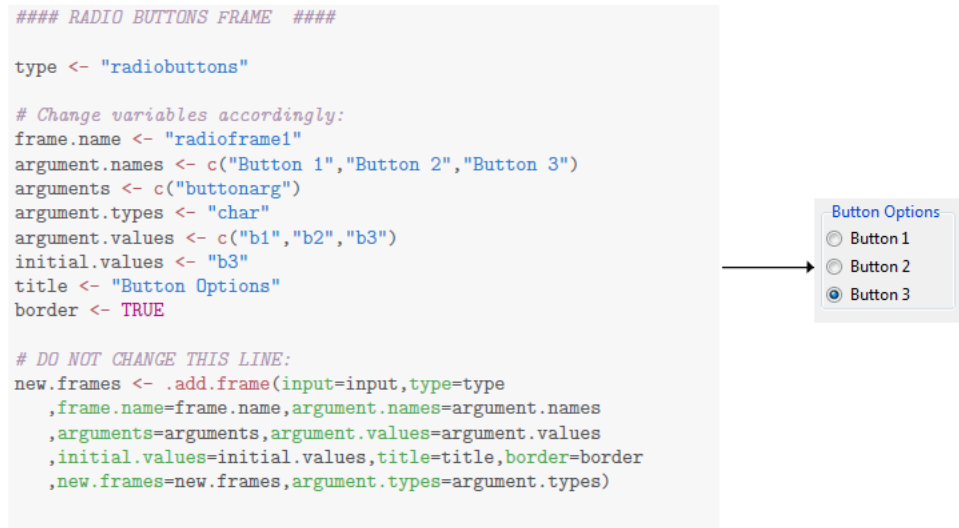 #### RADIO BUTTONS FRAME  ####
type <- "radiobuttons"
# Change variables accordingly:
frame.name <- "radioframe1"
argument.names <- c("Button 1","Button 2","Button 3")
arguments <- c("buttonarg")
argument.types <- "char"
argument.values <- c("b1","b2","b3")
initial.values <- "b3"
title <- "Button Options"
border <- TRUE
# DO NOT CHANGE THIS LINE:
new.frames <- .add.frame(input=input,type=type
   ,frame.name=frame.name,argument.names=argument.names
   ,arguments=arguments,argument.values=argument.values
   ,initial.values=initial.values,title=title,border=border
   ,new.frames=new.frames,argument.types=argument.types)
Button Options
Button 1
Button 2
Button 3